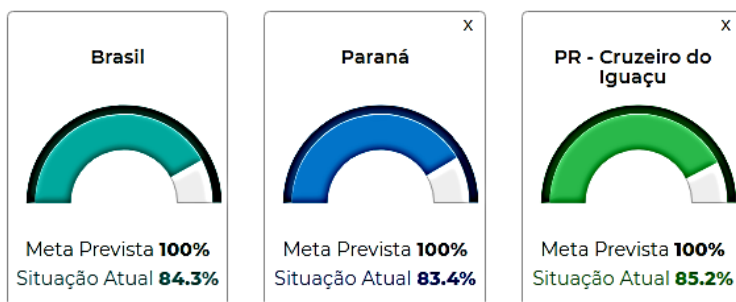 Brasil
Meta Prevista 100%
Situação Atual 84.3%
X
Paraná
Meta Prevista 100%
Situação Atual 83.4%
X
PR - Cruzeiro do
Iguaçu
Meta Prevista 100%
Situação Atual 85.2%